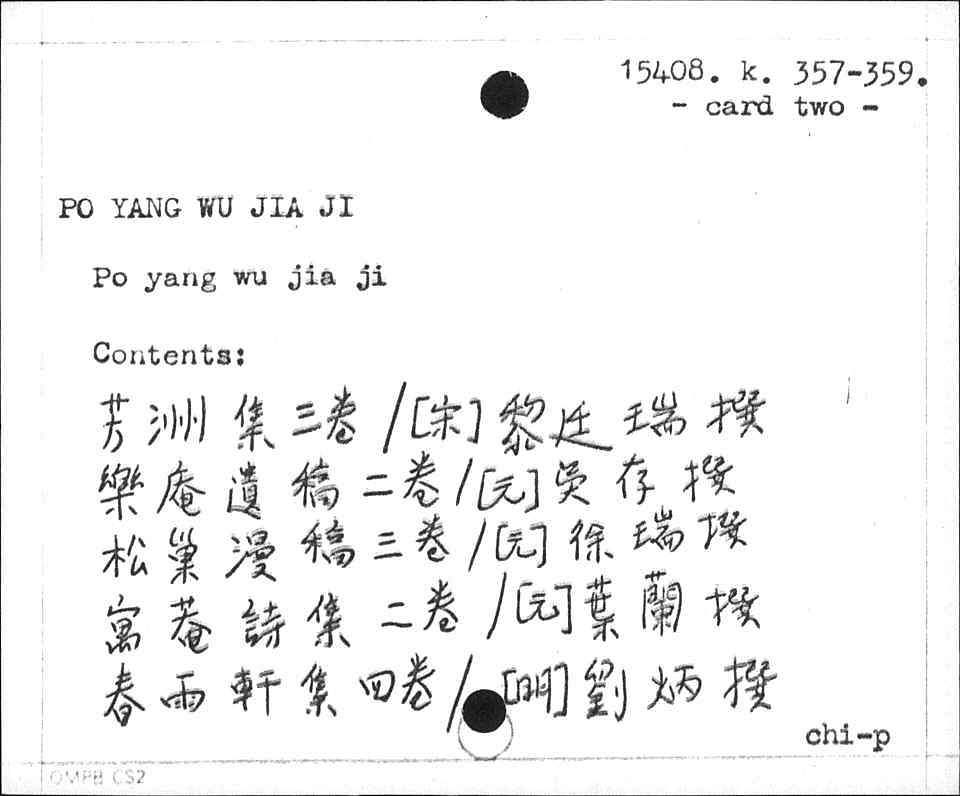 15408. k. 357-359.
- card two -
PO YANG WU JIA JI
Po yang wu jia ji
Contents:
芳洲集三卷/[宋]黎廷瑞撰
樂庵遺稿二卷/[元]吳存撰
松巢漫稿三卷/[元]徐瑞撰
寓菴詩集二卷/[元]葉蘭撰
春雨軒集四卷/[明]劉炳撰
chi-p
OMPB CS2